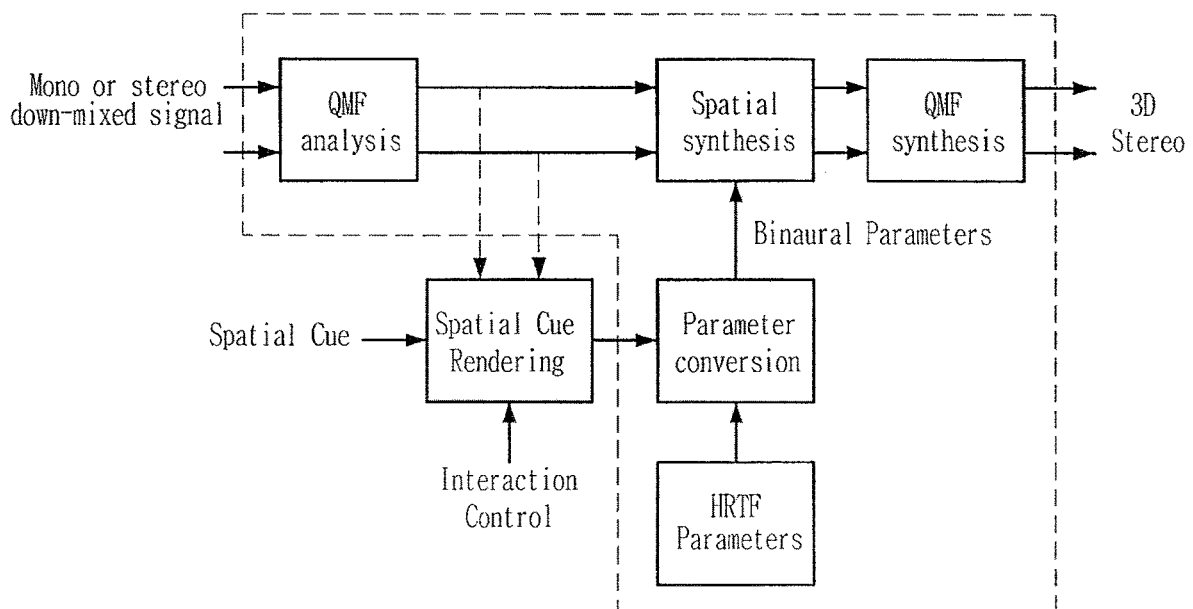 Mono or stereo
down-mixed signal
QMF
analysis
Spatial
synthesis
QMF
synthesis
3D
Stereo
Binaural Parameters
Spatial Cue
Spatial Cue
Rendering
Parameter
conversion
Interaction
Control
HRTF
Parameters